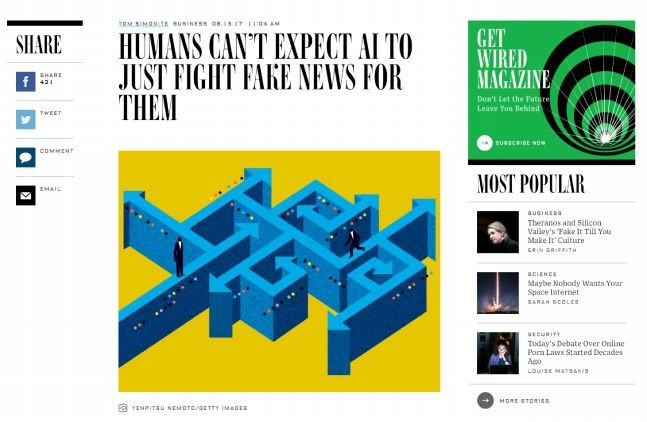 SHARE
SHARE
431
TWEET
COMMENT
EMAIL
TOM SIMONITE BUSINESS 06.15.17 11:04 AM
HUMANS CAN'T EXPECT AI TO
JUST FIGHT FAKE NEWS FOR
THEM
YENPITSU NEMOTO/GETTY IMAGES
GET
WIRED
MAGAZINE
Don't Let the Future
Leave You Behind
SUBSCRIBE NOW
MOST POPULAR
BUSINESS
Theranos and Silicon
Valley's 'Fake It Till You
Make It' Culture
ERIN GRIFFITH
SCIENCE
Maybe Nobody Wants Your
Space Internet
SARAH SCOLES
SECURITY
Today's Debate Over Online
Porn Laws Started Decades
Ago
LOUISE MATSAKIS
MORE STORIES